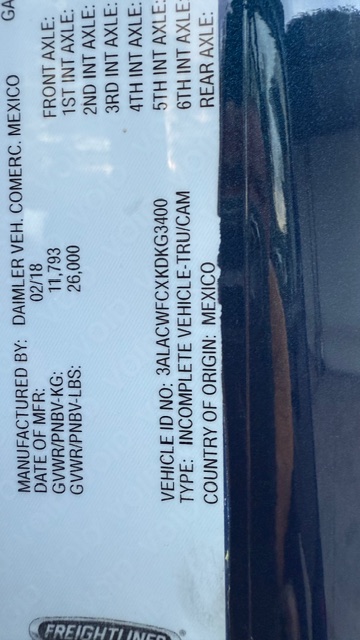 GA
MANUFACTURED BY: DAIMLER VEH. COMERC. MEXICO
DATE OF MFR: 02/18
GVWR/PNBV-KG: 11,793
GVWR/PNBV-LBS: 26,000
FRONT AXLE:
1ST INT AXLE:
2ND INT AXLE:
3RD INT AXLE:
4TH INT AXLE:
5TH INT AXLE:
6TH INT AXLE:
REAR AXLE:
VEHICLE ID NO: 3ALACWFCXKDKG3400
TYPE: INCOMPLETE VEHICLE-TRU/CAM
COUNTRY OF ORIGIN: MEXICO
FREIGHTLINER